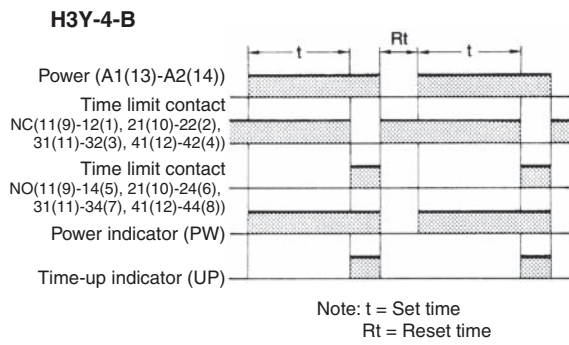 H3Y-4-B
t Rt t
Power (A1(13)-A2(14))
Time limit contact
NC(11(9)-12(1), 21(10)-22(2),
31(11)-32(3), 41(12)-42(4))
Time limit contact
NO(11(9)-14(5), 21(10)-24(6),
31(11)-34(7), 41(12)-44(8))
Power indicator (PW)
Time-up indicator (UP)
Note: t = Set time
Rt = Reset time